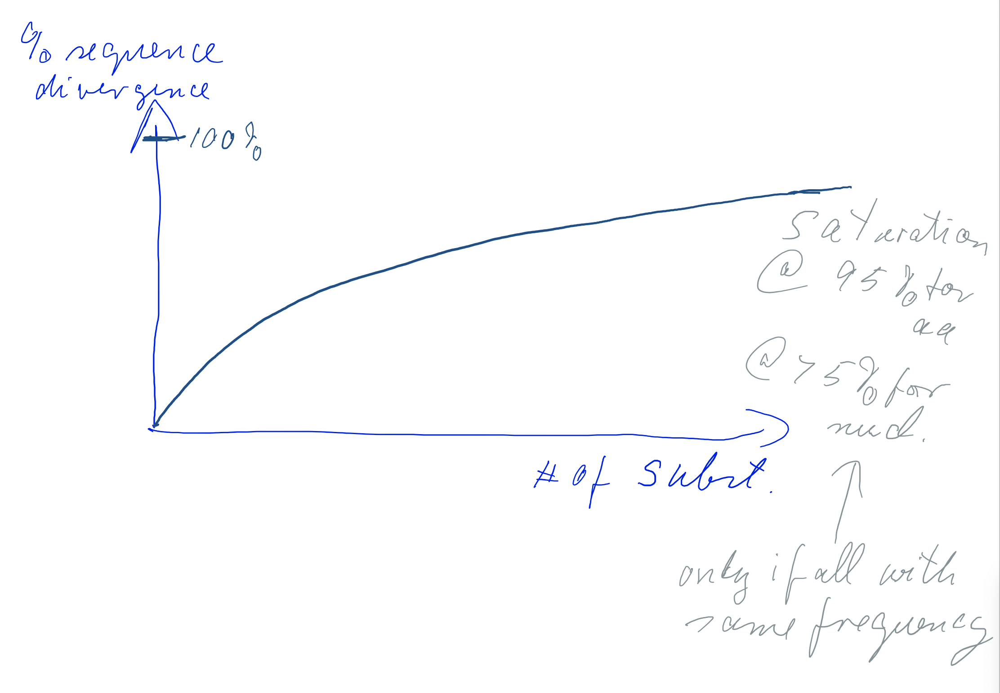 % sequence
divergence
100%
Saturation
@ 95% for
aa
@ 75% for
nucl.
# of Subst.
only if all with
same frequency